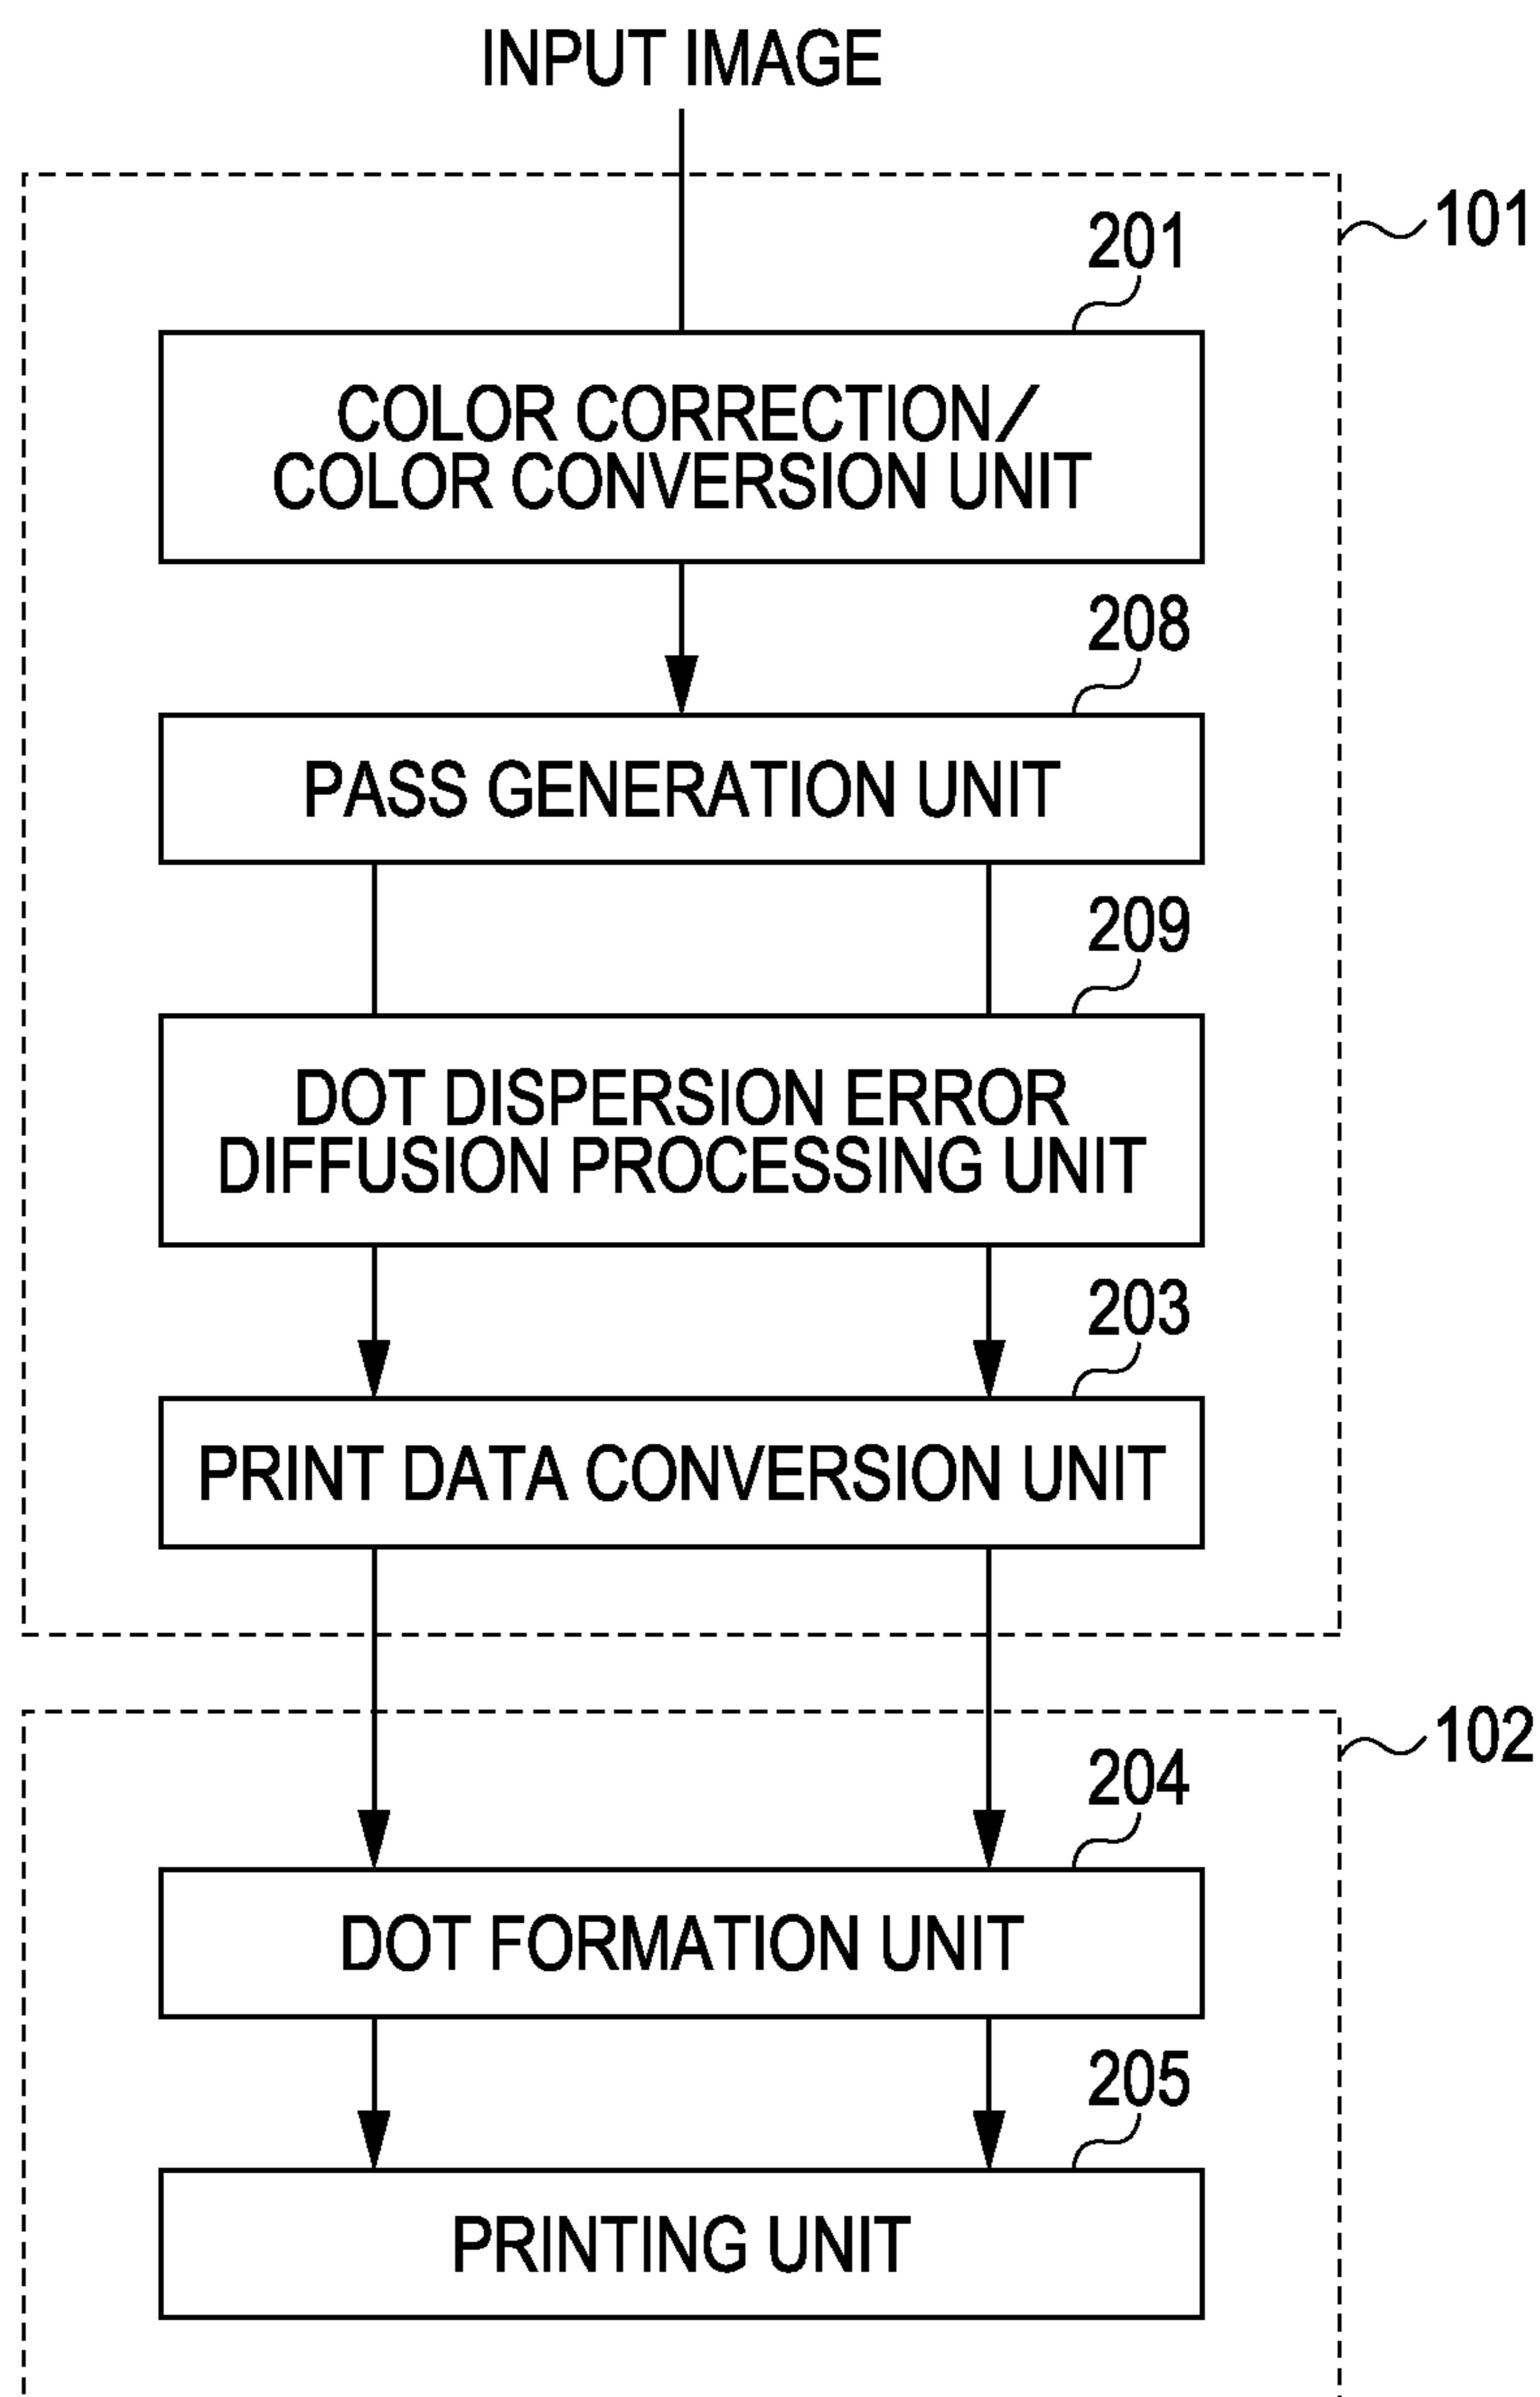 INPUT IMAGE
101
201
COLOR CORRECTION/
COLOR CONVERSION UNIT
208
PASS GENERATION UNIT
209
DOT DISPERSION ERROR
DIFFUSION PROCESSING UNIT
203
PRINT DATA CONVERSION UNIT
102
204
DOT FORMATION UNIT
205
PRINTING UNIT